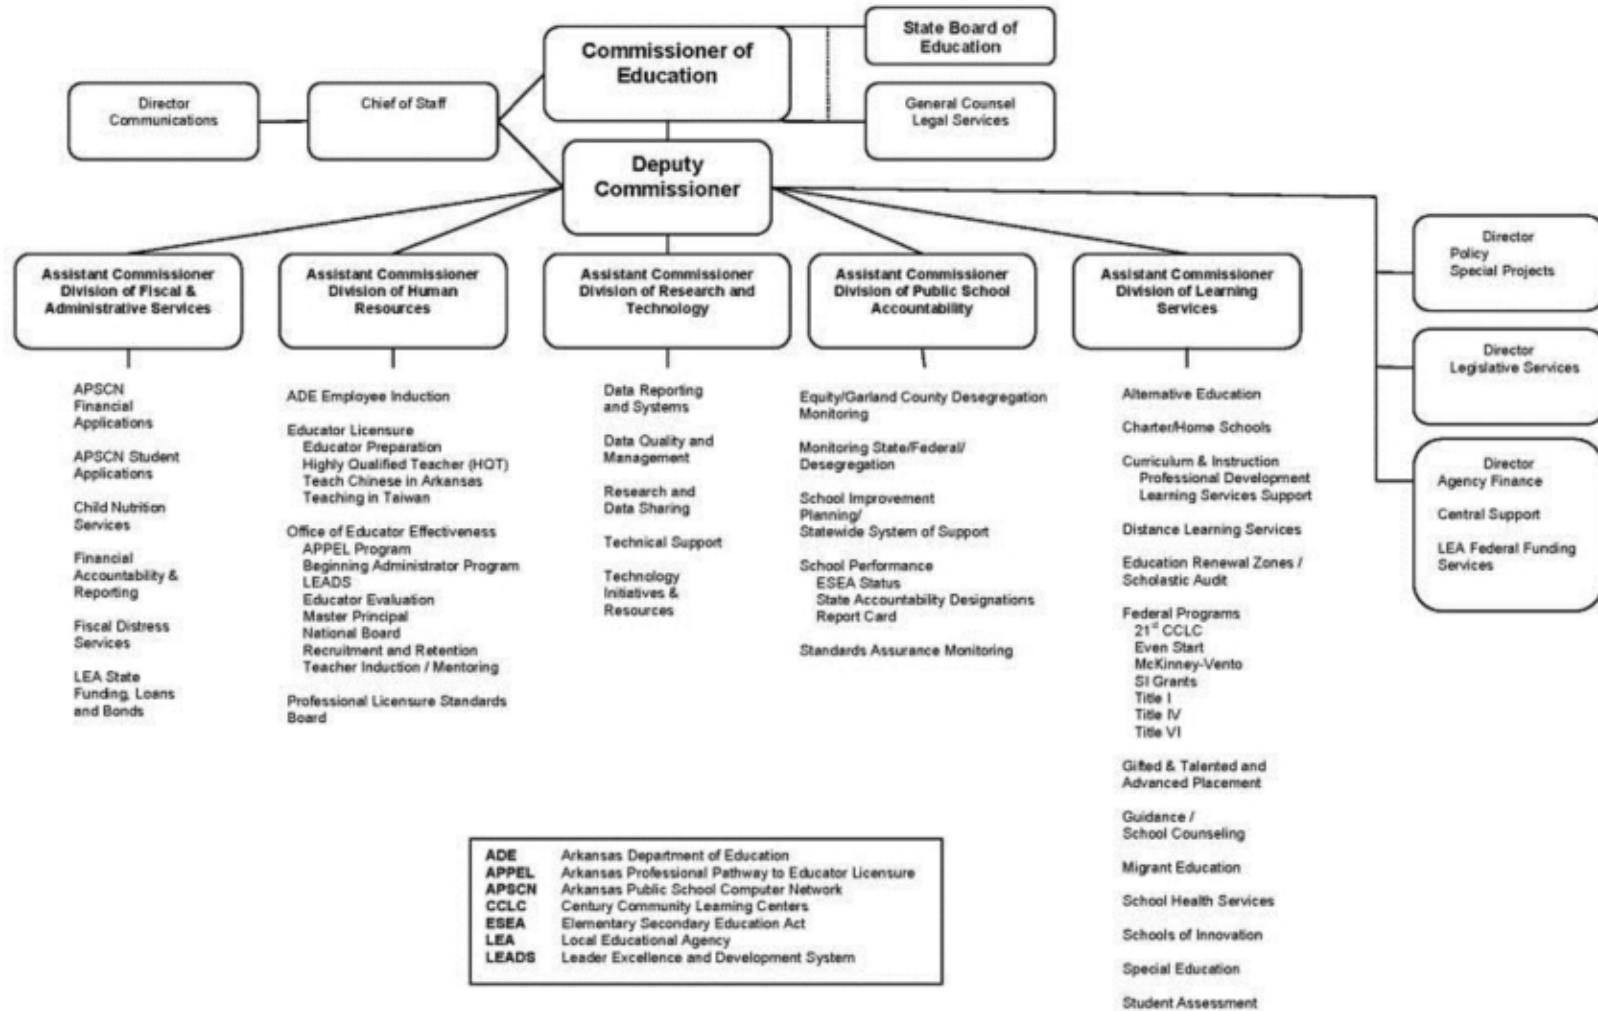 Commissioner of
Education
State Board of
Education
Director
Communications
Chief of Staff
General Counsel
Legal Services
Deputy
Commissioner
Assistant Commissioner
Division of Fiscal &
Administrative Services
Assistant Commissioner
Division of Human
Resources
Assistant Commissioner
Division of Research and
Technology
Assistant Commissioner
Division of Public School
Accountability
Assistant Commissioner
Division of Learning
Services
Director
Policy
Special Projects
Director
Legislative Services
Director
Agency Finance
Central Support
LEA Federal Funding
Services
APSCN
Financial
Applications
APSCN Student
Applications
Child Nutrition
Services
Financial
Accountability &
Reporting
Fiscal Distress
Services
LEA State
Funding, Loans
and Bonds
ADE Employee Induction
Educator Licensure
Educator Preparation
Highly Qualified Teacher (HQT)
Teach Chinese in Arkansas
Teaching in Taiwan
Office of Educator Effectiveness
APPEL Program
Beginning Administrator Program
LEADS
Educator Evaluation
Master Principal
National Board
Recruitment and Retention
Teacher Induction / Mentoring
Professional Licensure Standards
Board
Data Reporting
and Systems
Data Quality and
Management
Research and
Data Sharing
Technical Support
Technology
Initiatives &
Resources
Equity/Garland County Desegregation
Monitoring
Monitoring State/Federal/
Desegregation
School Improvement
Planning/
Statewide System of Support
School Performance
ESEA Status
State Accountability Designations
Report Card
Standards Assurance Monitoring
Alternative Education
Charter/Home Schools
Curriculum & Instruction
Professional Development
Learning Services Support
Distance Learning Services
Education Renewal Zones /
Scholastic Audit
Federal Programs
21st CCLC
Even Start
McKinney-Vento
SI Grants
Title I
Title IV
Title VI
Gifted & Talented and
Advanced Placement
Guidance /
School Counseling
Migrant Education
School Health Services
Schools of Innovation
Special Education
Student Assessment
ADE Arkansas Department of Education
APPEL Arkansas Professional Pathway to Educator Licensure
APSCN Arkansas Public School Computer Network
CCLC Century Community Learning Centers
ESEA Elementary Secondary Education Act
LEA Local Educational Agency
LEADS Leader Excellence and Development System